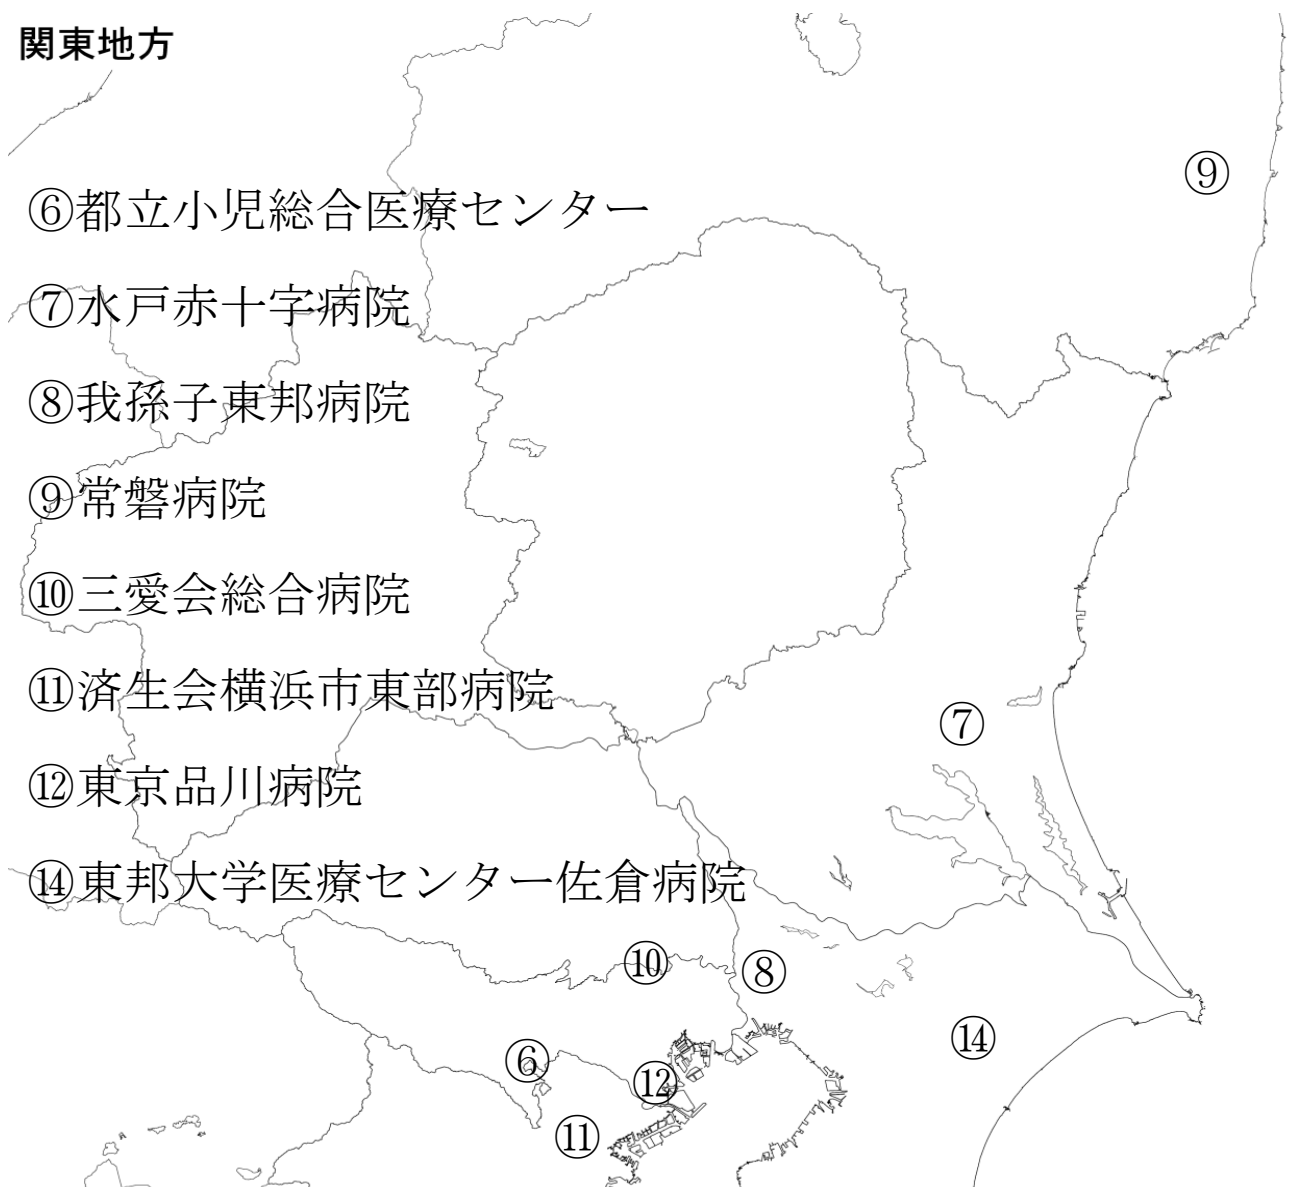 関東地方
⑥都立小児総合医療センター
⑦水戸赤十字病院
⑧我孫子東邦病院
⑨常磐病院
⑩三愛会総合病院
⑪済生会横浜市東部病院
⑫東京品川病院
⑭東邦大学医療センター佐倉病院
⑨
⑦
⑩
⑧
⑭
⑥
⑫
⑪